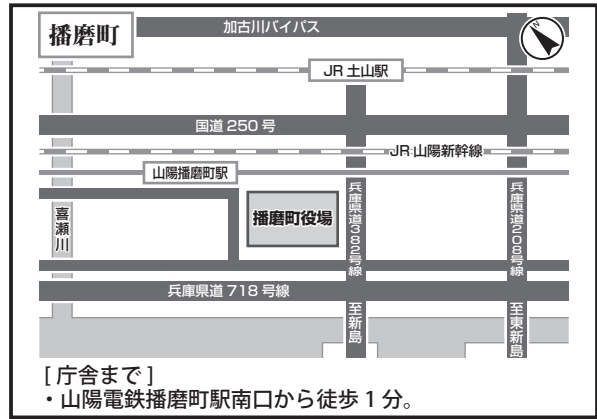 播磨町
加古川バイパス
N
JR 土山駅
国道 250 号
JR 山陽新幹線
山陽播磨町駅
喜瀬川
播磨町役場
兵庫県道382号線
兵庫県道208号線
兵庫県道 718 号線
至新島
至東新島
[ 庁舎まで ]
・山陽電鉄播磨町駅南口から徒歩 1 分。